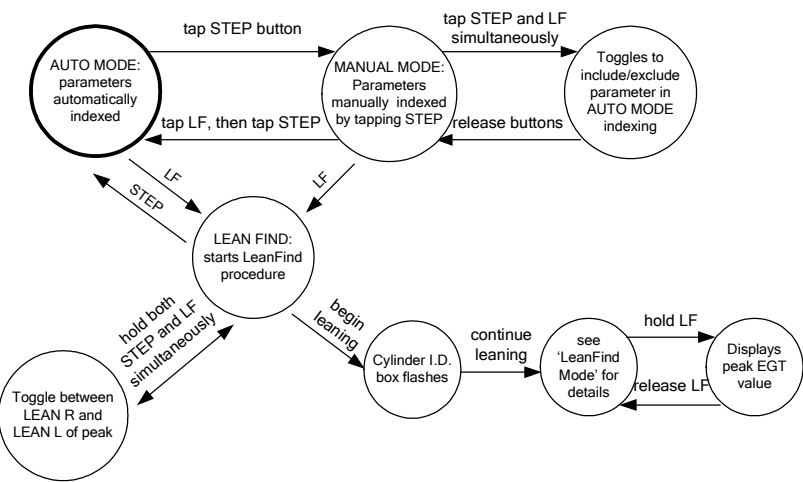 tap STEP button
tap STEP and LF
simultaneously
AUTO MODE:
parameters
automatically
indexed
MANUAL MODE:
Parameters
manually indexed
by tapping STEP
Toggles to
include/exclude
parameter in
AUTO MODE
indexing
tap LF, then tap STEP
release buttons
LF
STEP
LF
LEAN FIND:
starts LeanFind
procedure
hold both
STEP and LF
simultaneously
begin
leaning
Toggle between
LEAN R and
LEAN L of peak
Cylinder I.D.
box flashes
continue
leaning
see
‘LeanFind
Mode’ for
details
hold LF
release LF
Displays
peak EGT
value